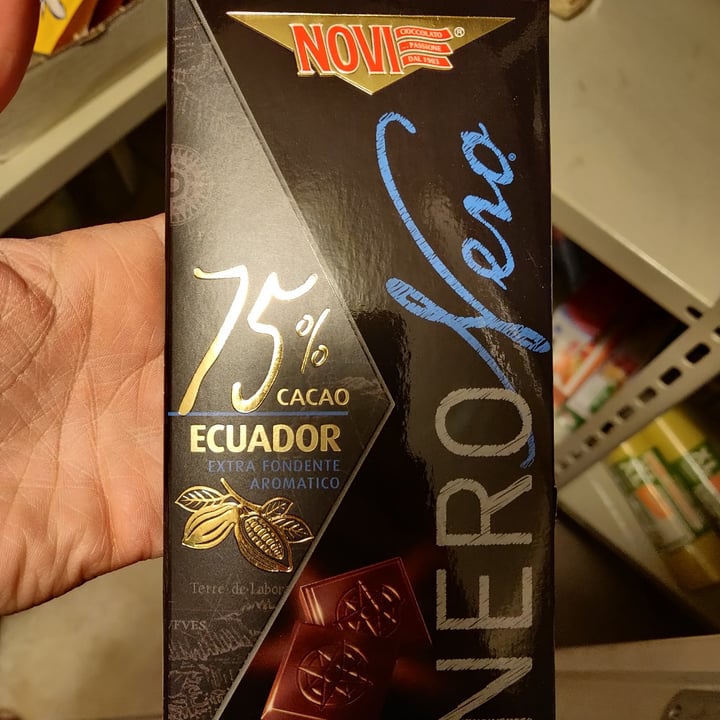 NOVI®
CIOCCOLATO
PASSIONE
DAL 1903
Nero
NERO
75%
CACAO
ECUADOR
EXTRA FONDENTE
AROMATICO
Terre de Labor